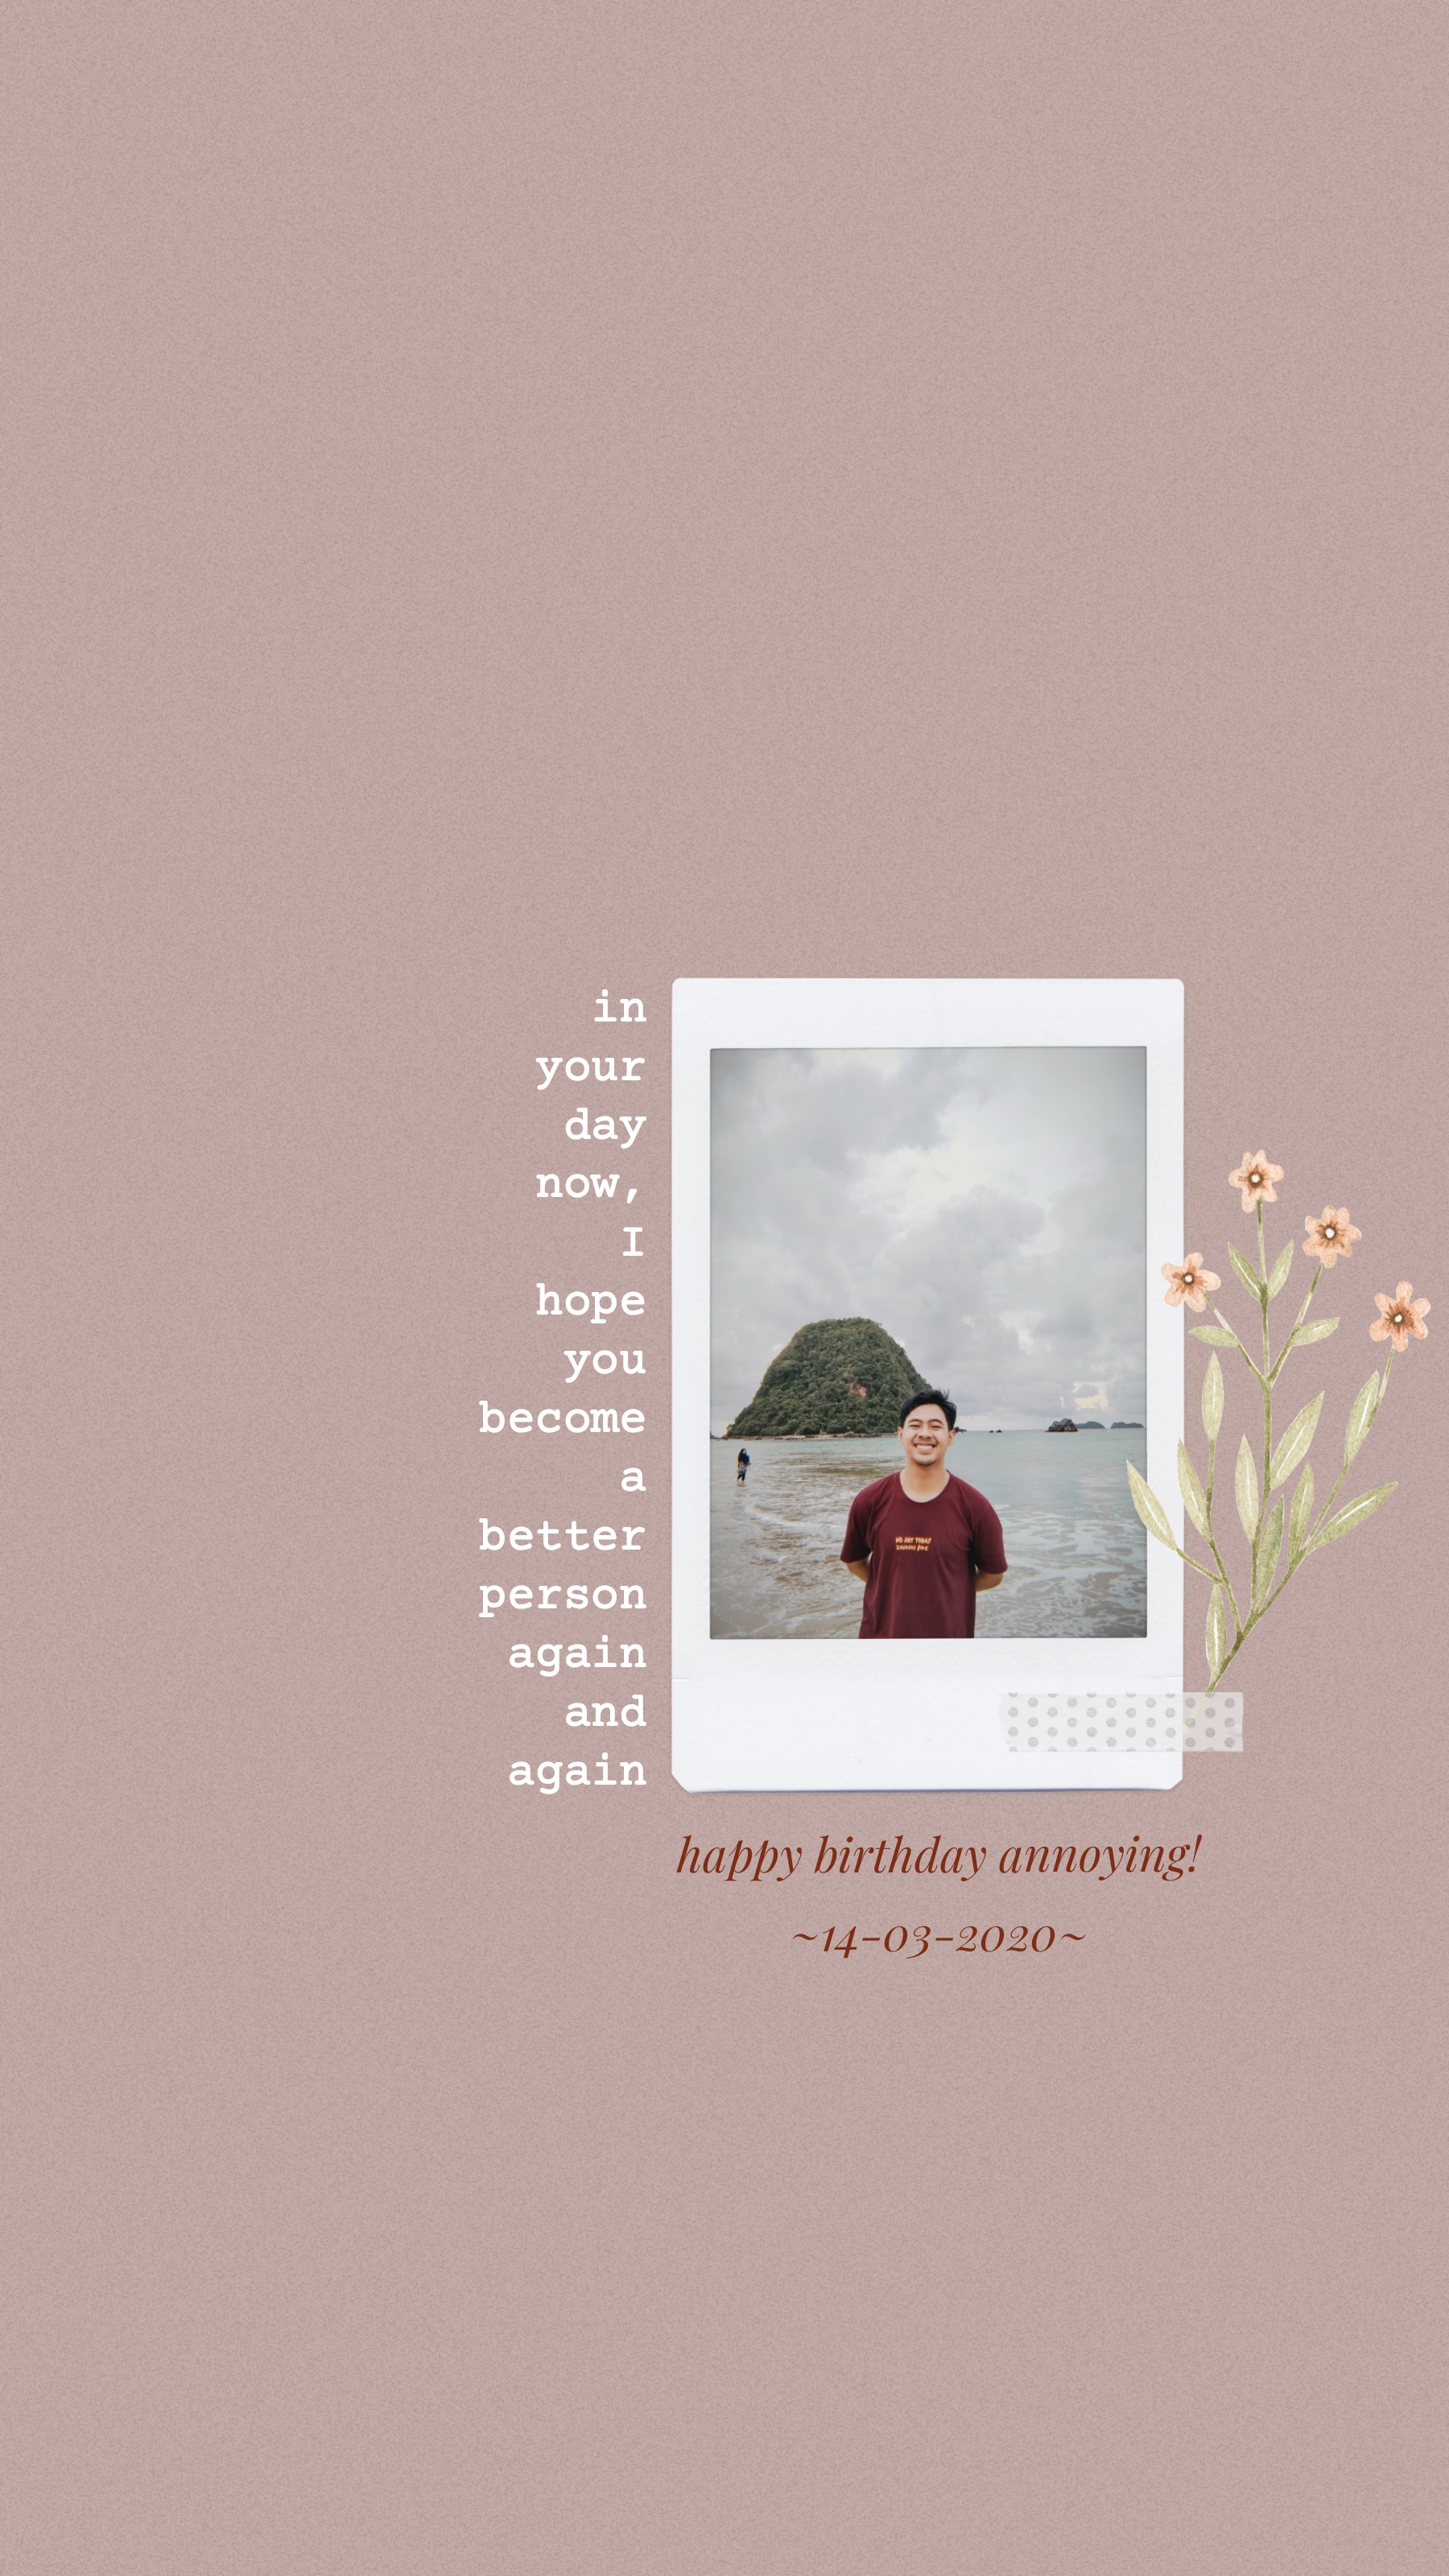 in
your
day
now,
I
hope
you
become
a
better
person
again
and
again
happy birthday annoying!
~14-03-2020~